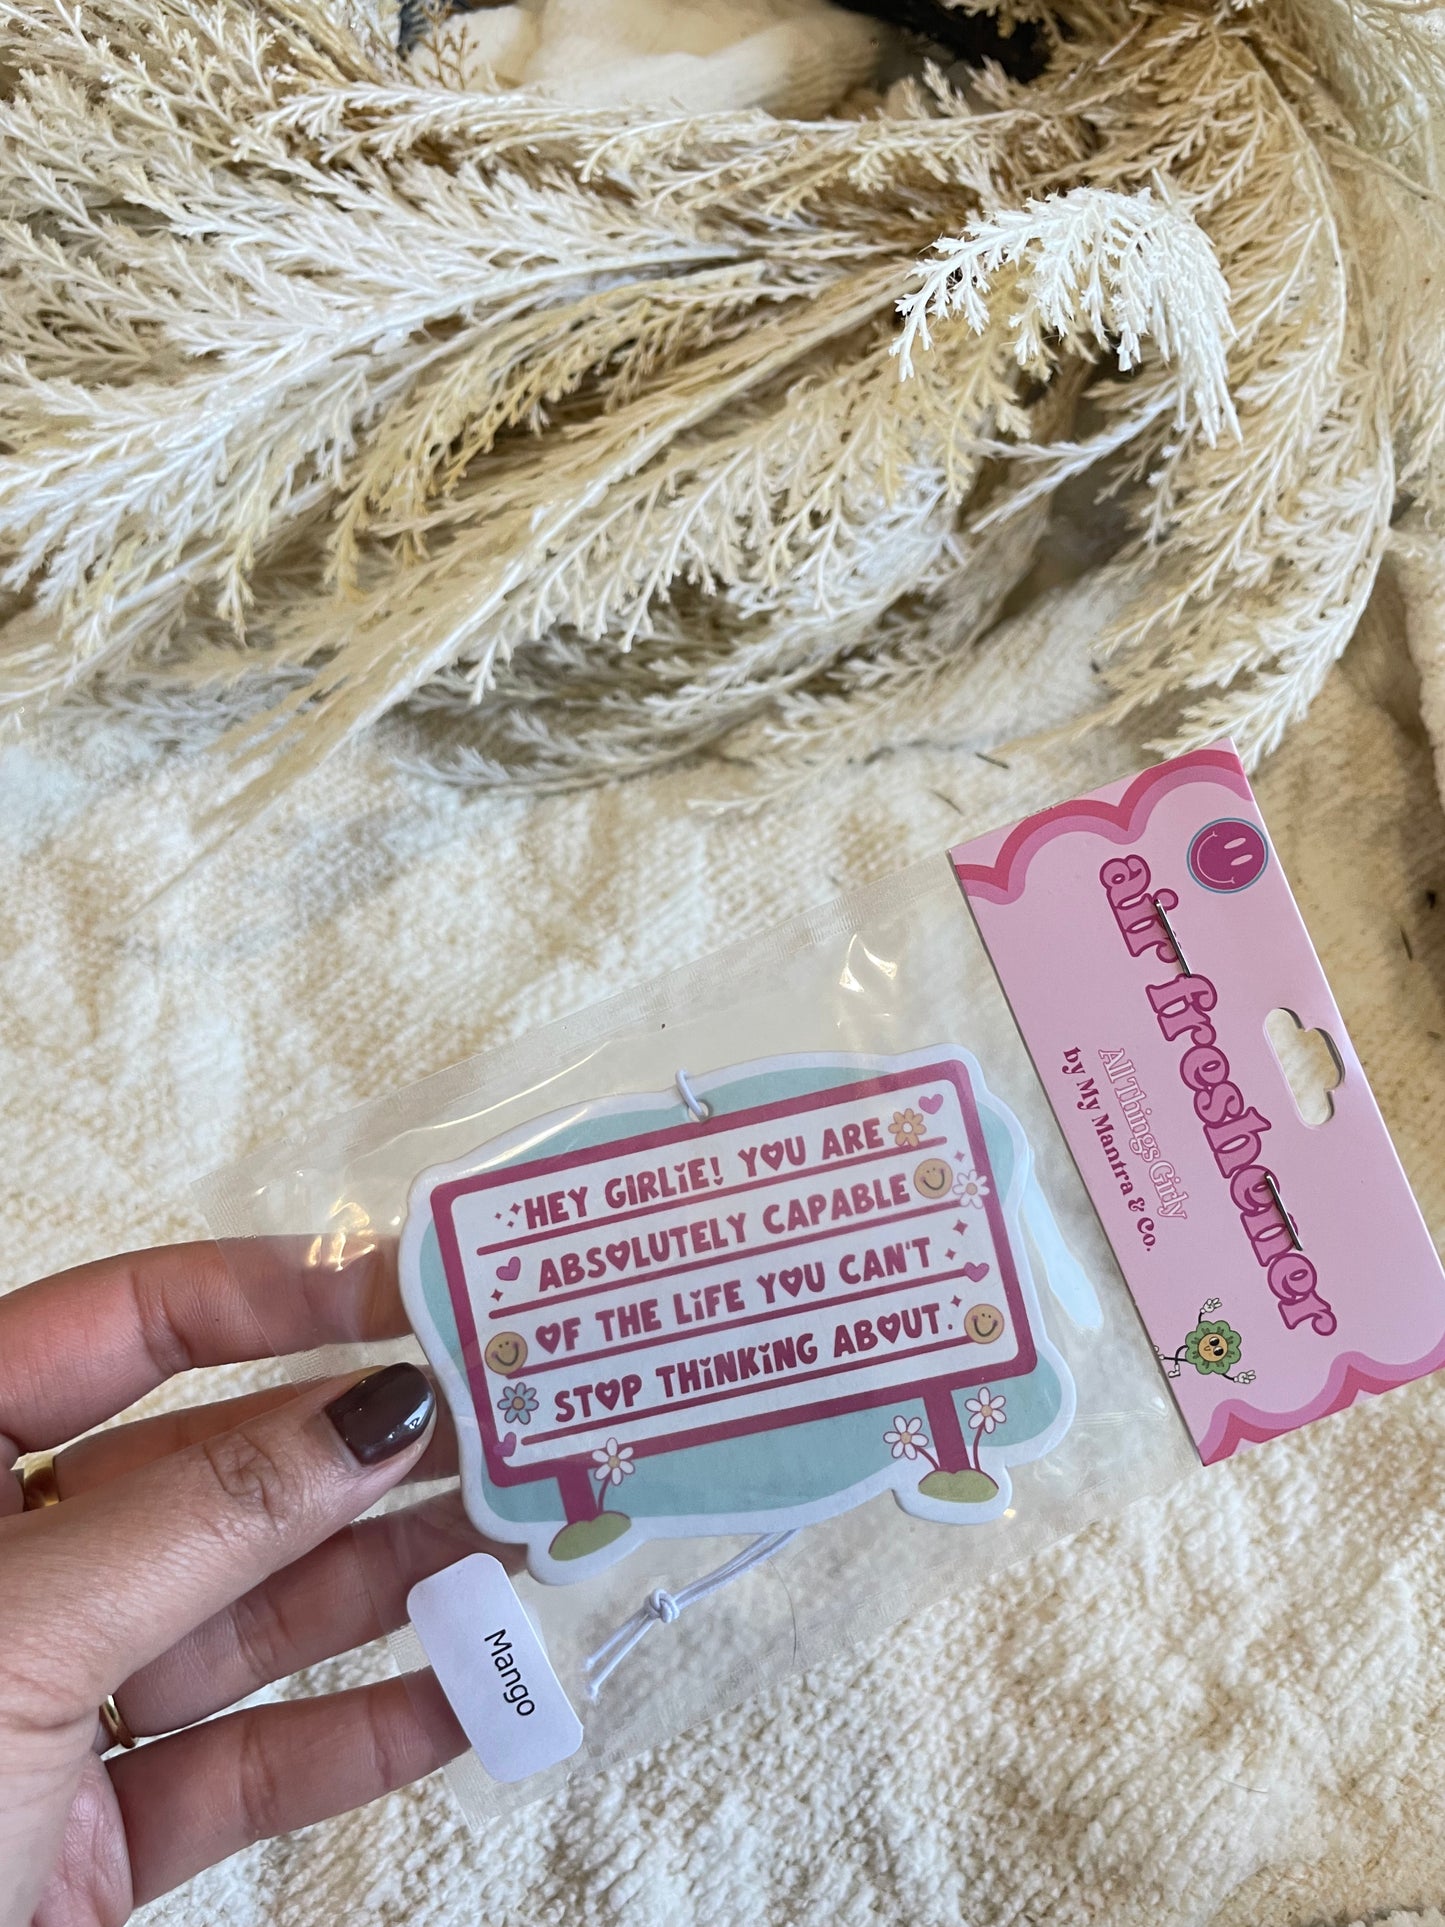 HEY GIRLIE! YOU ARE
ABSOLUTELY CAPABLE
OF THE LIFE YOU CAN'T
STOP THINKING ABOUT.
air freshener
All Things Girly
by My Mantra & Co.
Mango